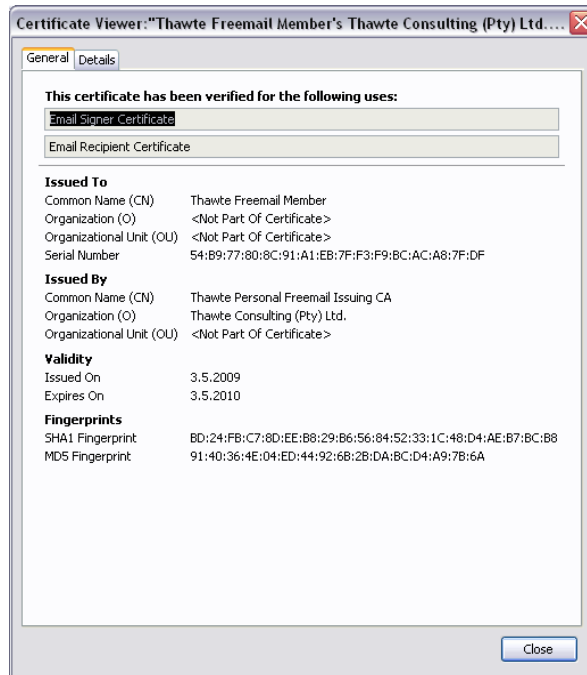 Certificate Viewer:"Thawte Freemail Member's Thawte Consulting (Pty) Ltd....
General Details
This certificate has been verified for the following uses:
Email Signer Certificate
Email Recipient Certificate
Issued To
Common Name (CN) Thawte Freemail Member
Organization (O) <Not Part Of Certificate>
Organizational Unit (OU) <Not Part Of Certificate>
Serial Number 54:B9:77:80:8C:91:A1:EB:7F:F3:F9:BC:AC:A8:7F:DF
Issued By
Common Name (CN) Thawte Personal Freemail Issuing CA
Organization (O) Thawte Consulting (Pty) Ltd.
Organizational Unit (OU) <Not Part Of Certificate>
Validity
Issued On 3.5.2009
Expires On 3.5.2010
Fingerprints
SHA1 Fingerprint BD:24:FB:C7:8D:EE:B8:29:B6:56:84:52:33:1C:48:D4:AE:B7:BC:B8
MD5 Fingerprint 91:40:36:4E:04:ED:44:92:6B:2B:DA:BC:D4:A9:7B:6A
Close